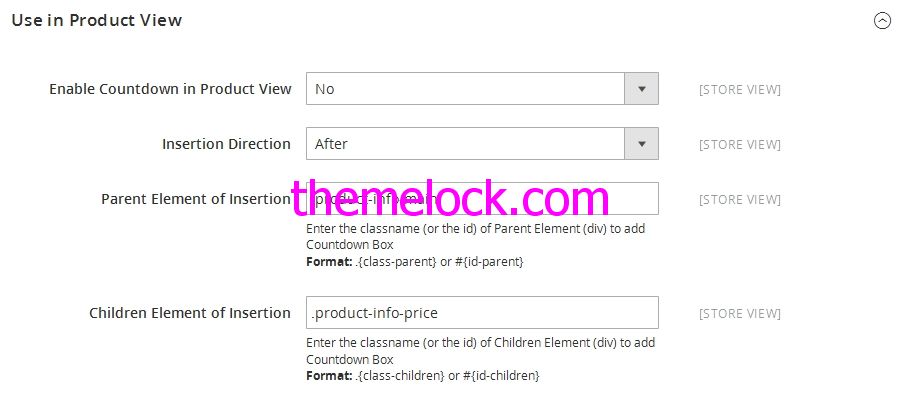 Use in Product View
Enable Countdown in Product View No [STORE VIEW]
Insertion Direction After [STORE VIEW]
Parent Element of Insertion .product-info-main [STORE VIEW]
themelock.com
Enter the classname (or the id) of Parent Element (div) to add
Countdown Box
Format: .{class-parent} or #{id-parent}
Children Element of Insertion .product-info-price [STORE VIEW]
Enter the classname (or the id) of Children Element (div) to add
Countdown Box
Format: .{class-children} or #{id-children}